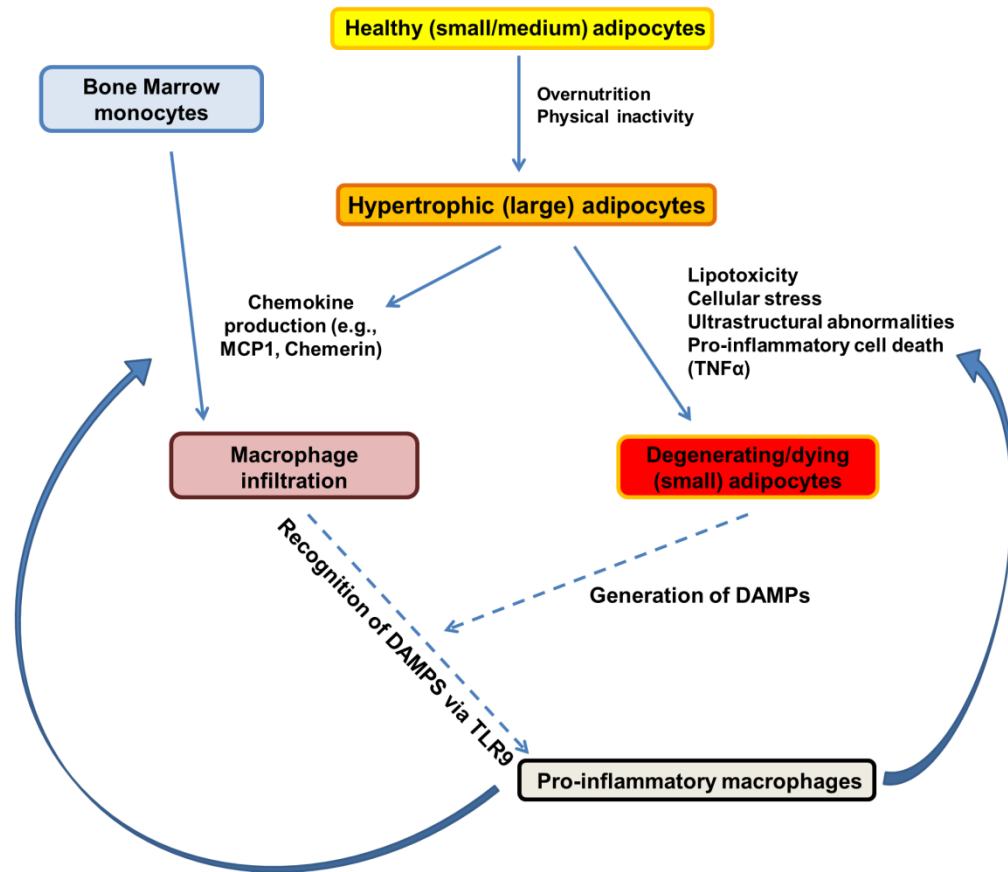 Healthy (small/medium) adipocytes
Bone Marrow
monocytes
Overnutrition
Physical inactivity
Hypertrophic (large) adipocytes
Chemokine
production (e.g.,
MCP1, Chemerin)
Lipotoxicity
Cellular stress
Ultrastructural abnormalities
Pro-inflammatory cell death
(TNFα)
Macrophage
infiltration
Degenerating/dying
(small) adipocytes
Recognition of DAMPS via TLR9
Generation of DAMPs
Pro-inflammatory macrophages